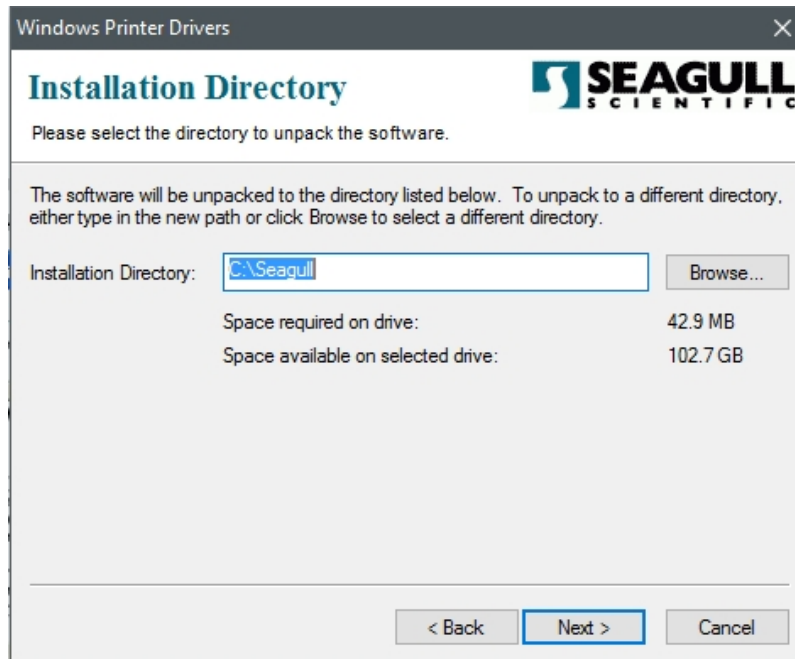 Windows Printer Drivers
Installation Directory
SEAGULL
SCIENTIFIC
Please select the directory to unpack the software.
The software will be unpacked to the directory listed below. To unpack to a different directory,
either type in the new path or click Browse to select a different directory.
Installation Directory: C:\Seagull Browse...
Space required on drive: 42.9 MB
Space available on selected drive: 102.7 GB
< Back Next > Cancel